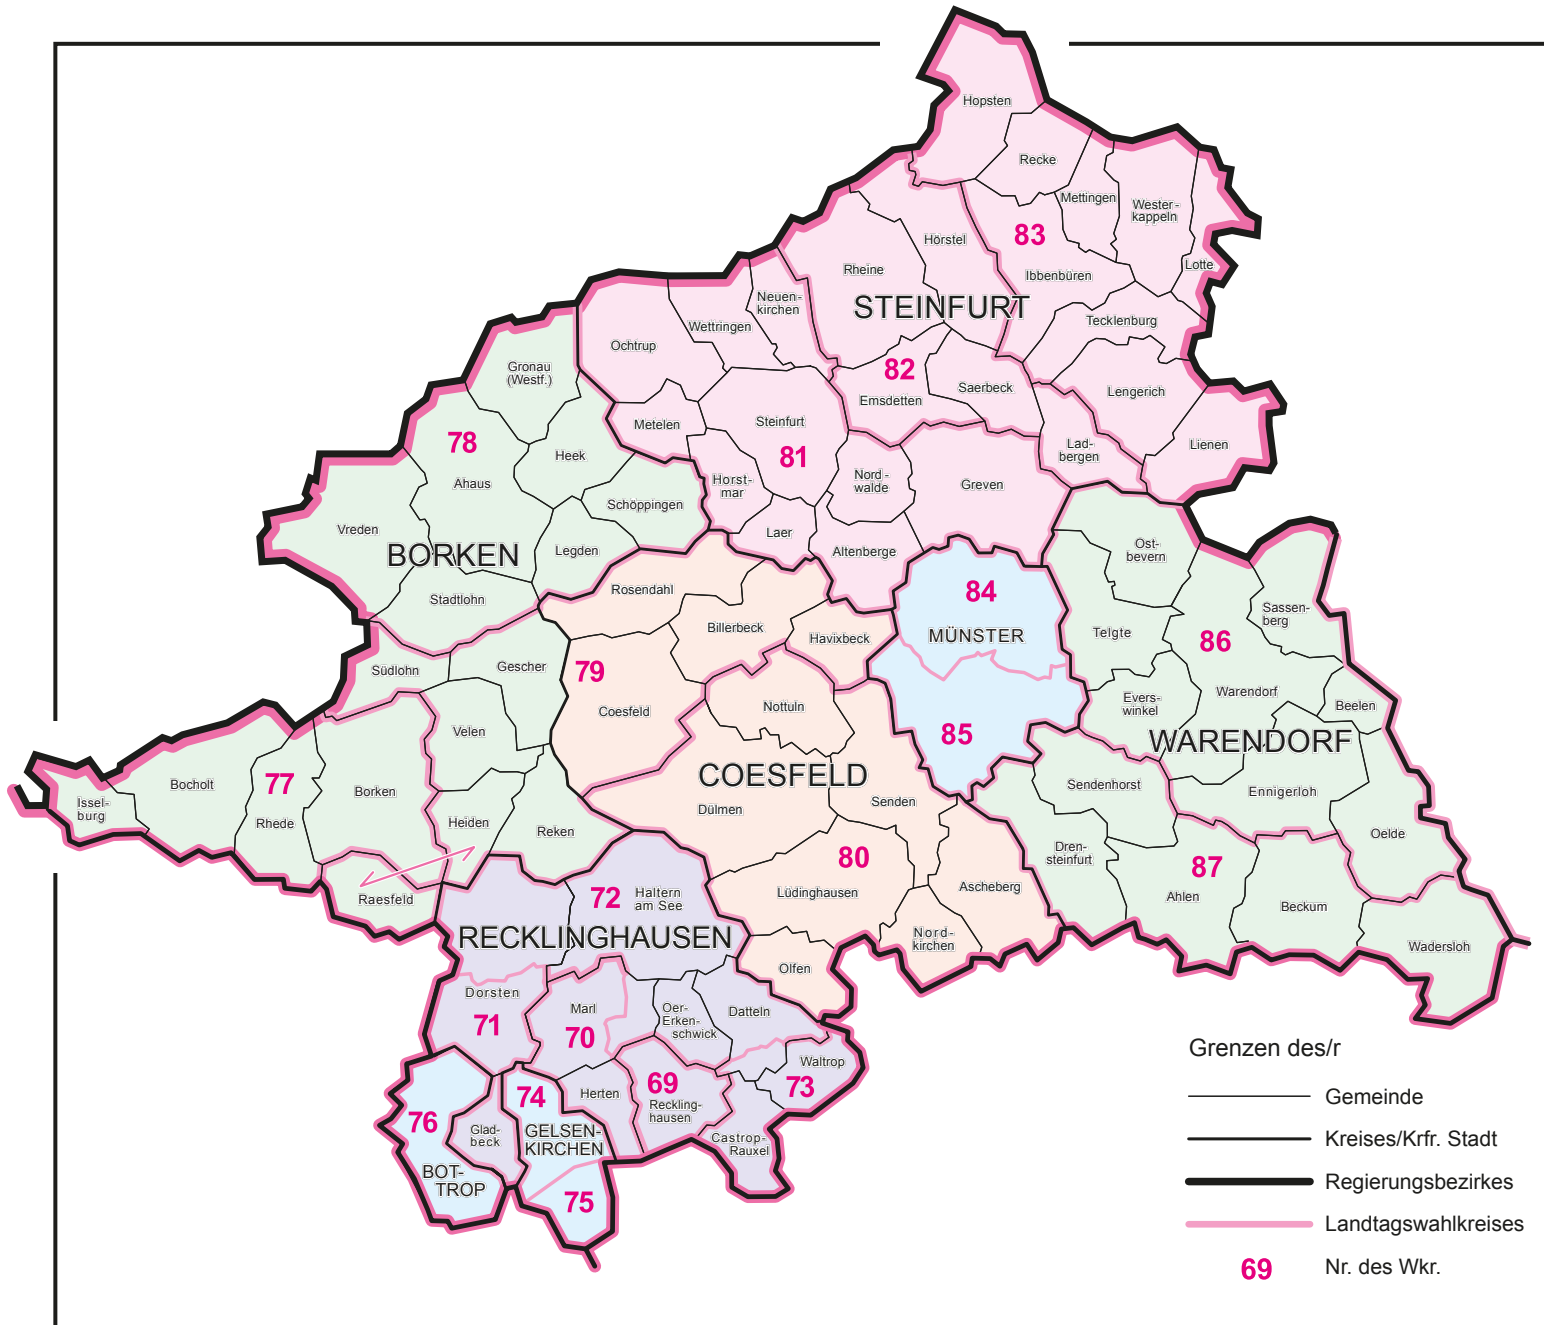 Hopsten
Recke
Mettingen
Wester-
kappeln
Hörstel
83
Lotte
Rheine
Ibbenbüren
Neuen-
kirchen
STEINFURT
Wettringen
Tecklenburg
Ochtrup
Gronau
(Westf.)
82
Saerbeck
Lengerich
Emsdetten
Metelen
Steinfurt
78
81
Lad-
bergen
Lienen
Heek
Ahaus
Horst-
mar
Nord-
walde
Greven
Schöppingen
Vreden
Laer
BORKEN
Legden
Altenberge
Ost-
bevern
Stadtlohn
Rosendahl
84
Sassen-
berg
Billerbeck
Havixbeck
MÜNSTER
Telgte
86
Südlohn
Gescher
79
Coesfeld
Nottuln
Evers-
winkel
Warendorf
Beelen
Velen
85
WARENDORF
Bocholt
77
COESFELD
Sendenhorst
Issel-
burg
Borken
Dülmen
Senden
Ennigerloh
Rhede
Heiden
Reken
Oelde
80
Dren-
steinfurt
87
Raesfeld
72
Haltern
am See
Lüdinghausen
Ascheberg
Ahlen
Beckum
RECKLINGHAUSEN
Nord-
kirchen
Wadersloh
Olfen
Dorsten
71
Marl
70
Oer-
Erken-
schwick
Datteln
Waltrop
73
69
Reckling-
hausen
Herten
74
76
Glad-
beck
GELSEN-
KIRCHEN
Castrop-
Rauxel
BOT-
TROP
75
Grenzen des/r
Gemeinde
Kreises/Krfr. Stadt
Regierungsbezirkes
Landtagswahlkreises
69 Nr. des Wkr.